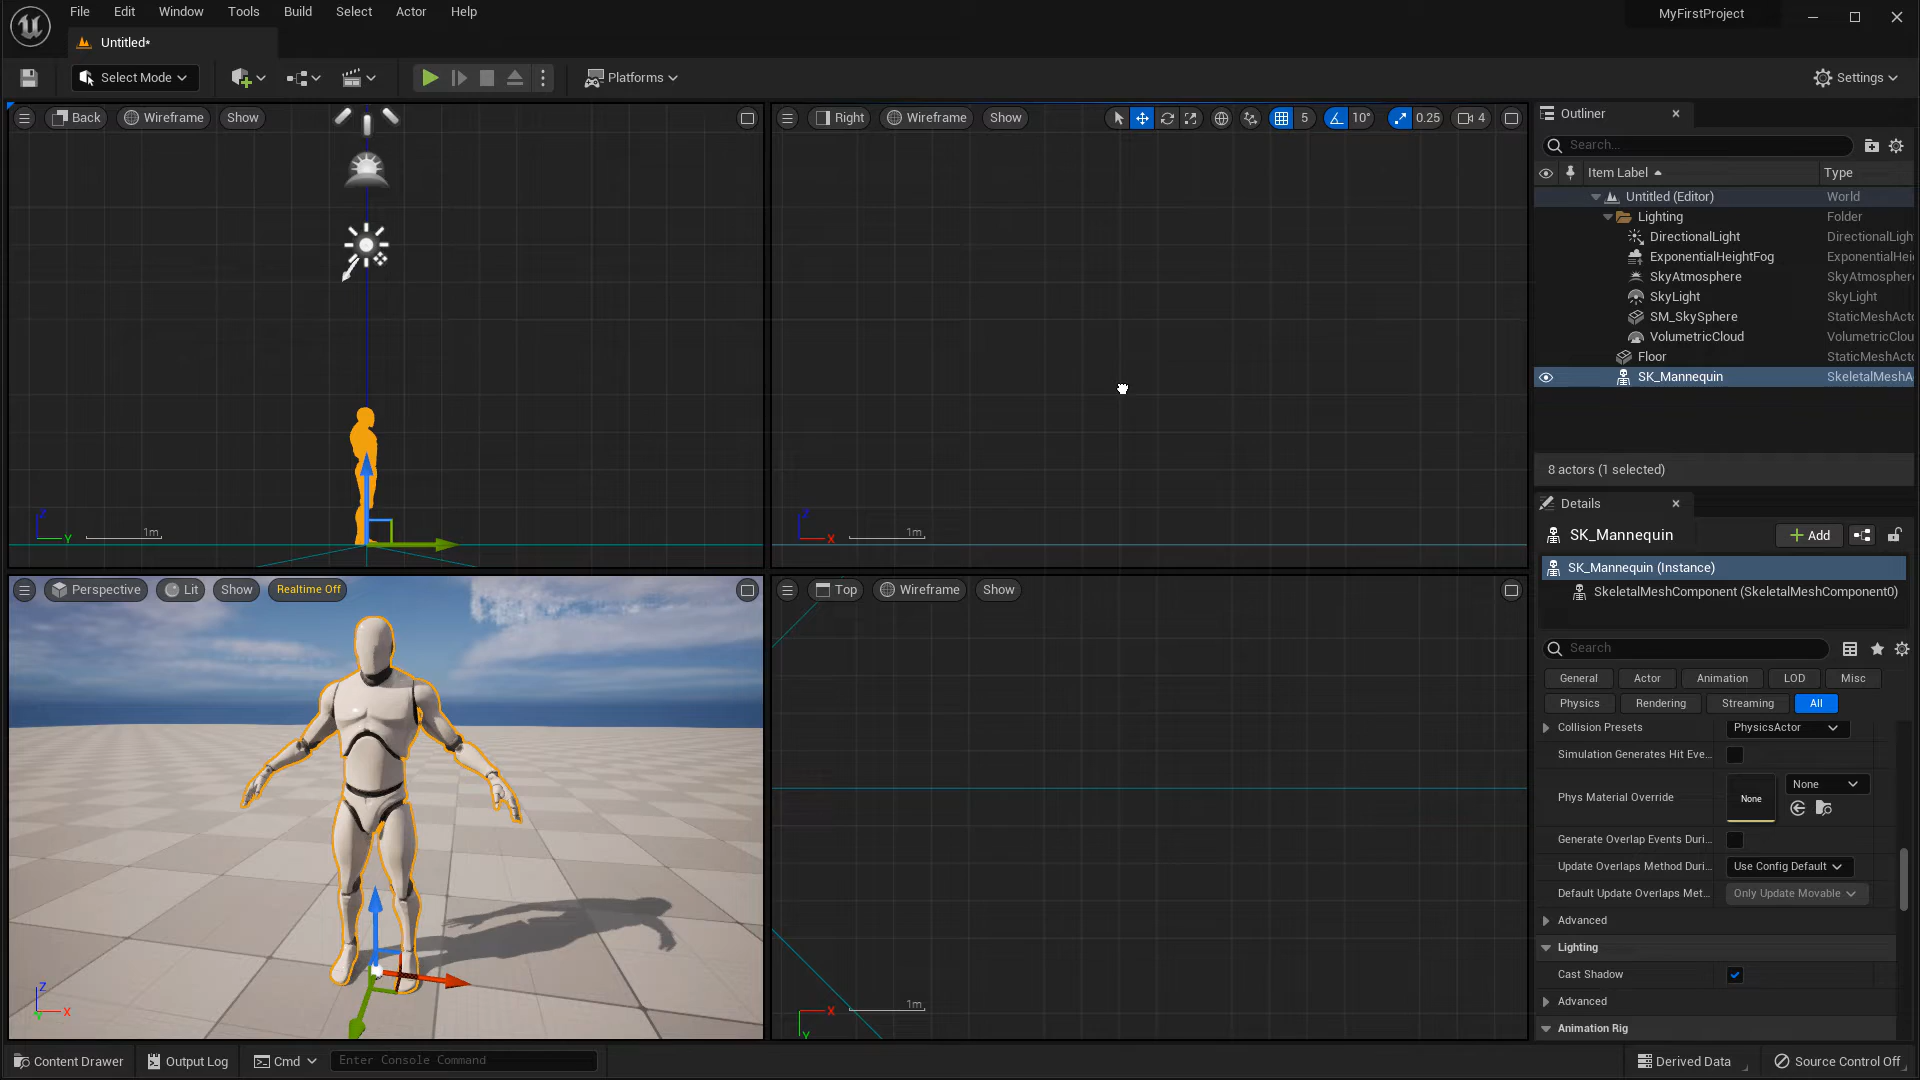 File Edit Window Tools Build Select Actor Help
MyFirstProject
Untitled*
Select Mode
Platforms
Settings
Back Wireframe Show
Right Wireframe Show 5 10° 0.25 4
Z
Y
1m
Z
X
1m
Perspective Lit Show Realtime Off
Z
Y
X
Top Wireframe Show
X
Y
1m
Outliner
Search...
Item Label Type
Untitled (Editor) World
Lighting Folder
DirectionalLight DirectionalLigh
ExponentialHeightFog ExponentialHei
SkyAtmosphere SkyAtmosphere
SkyLight SkyLight
SM_SkySphere StaticMeshActo
VolumetricCloud VolumetricClou
Floor StaticMeshActo
SK_Mannequin SkeletalMeshA
8 actors (1 selected)
Details
SK_Mannequin
Add
SK_Mannequin (Instance)
SkeletalMeshComponent (SkeletalMeshComponent0)
Search
General Actor Animation LOD Misc
Physics Rendering Streaming All
Collision Presets PhysicsActor
Simulation Generates Hit Eve...
Phys Material Override None None
Generate Overlap Events Duri...
Update Overlaps Method Duri... Use Config Default
Default Update Overlaps Met... Only Update Movable
Advanced
Lighting
Cast Shadow
Advanced
Animation Rig
Content Drawer Output Log Cmd Enter Console Command
Derived Data Source Control Off